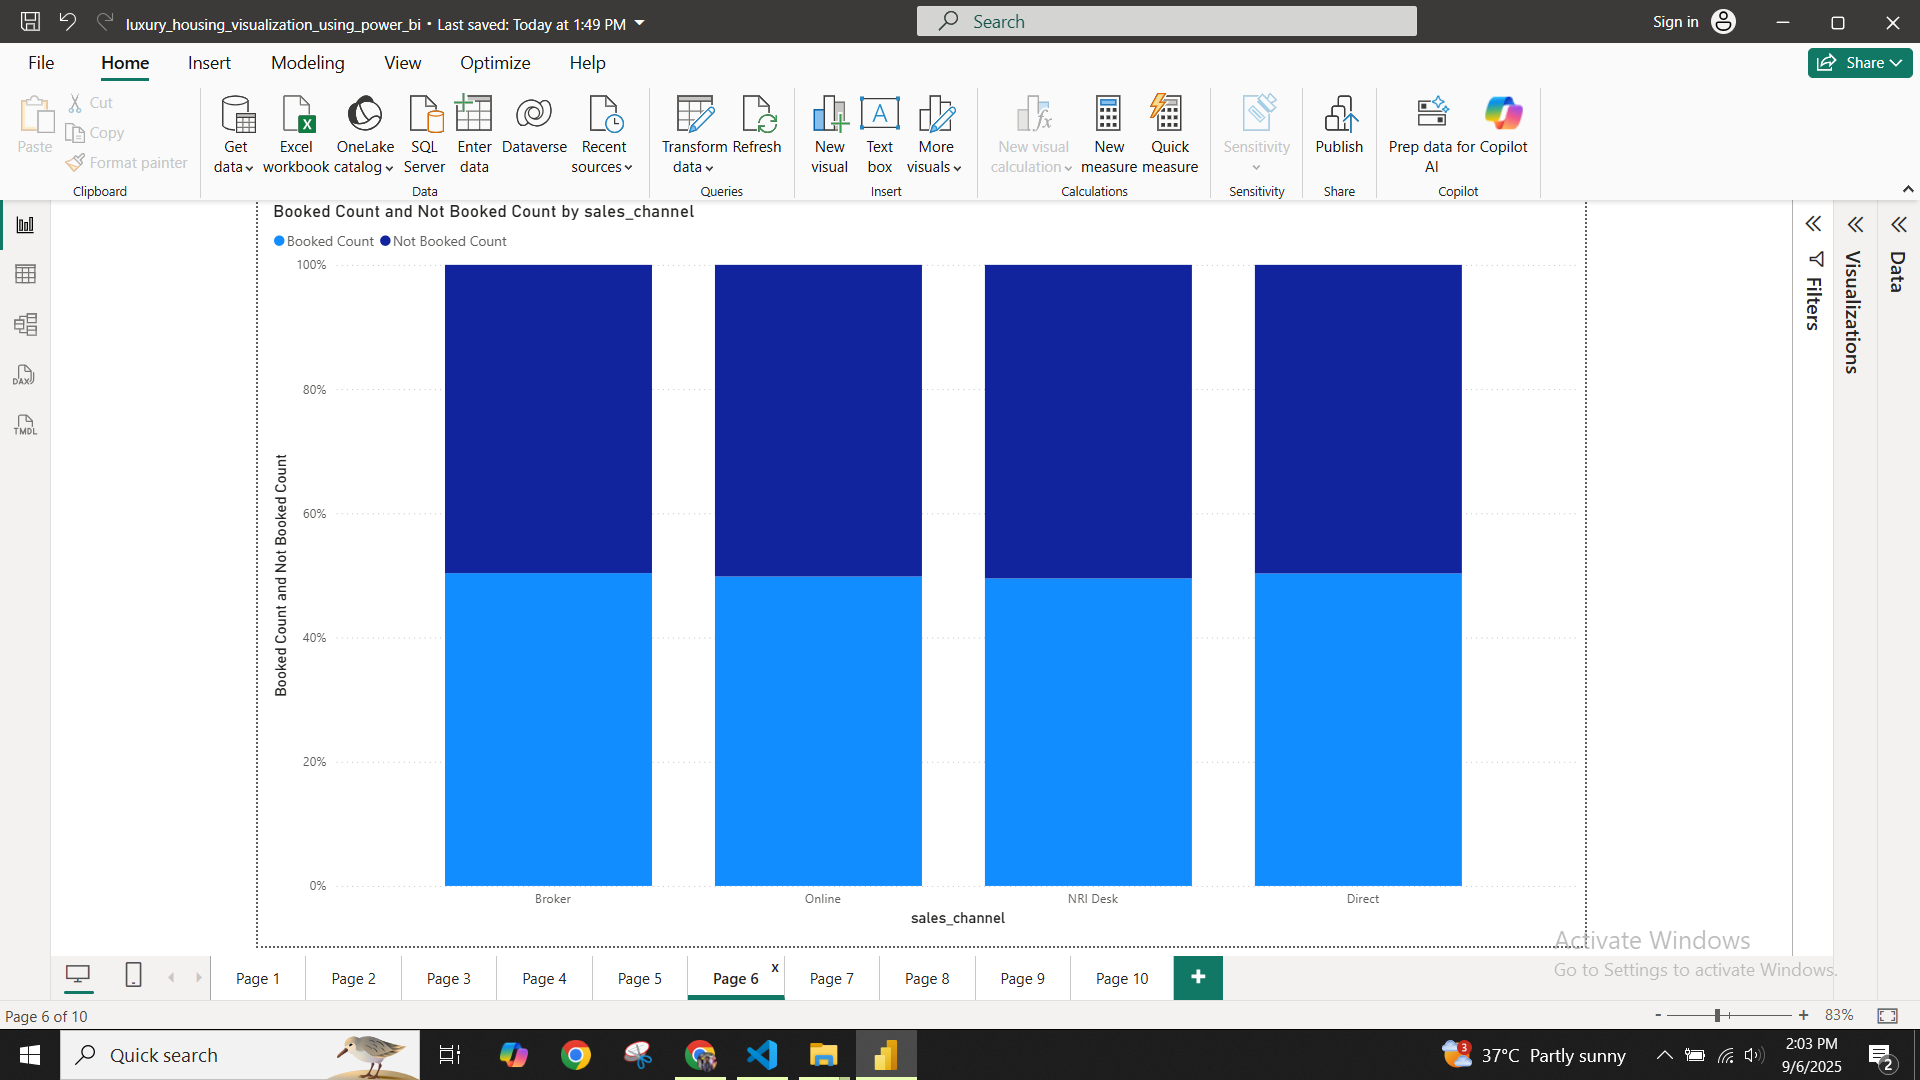 luxury_housing_visualization_using_power_bi • Last saved: Today at 1:49 PM
Search
Sign in
File Home Insert Modeling View Optimize Help
Share
Paste
Cut
Copy
Format painter
Clipboard
Get data
Excel workbook
OneLake catalog
SQL Server
Enter data
Dataverse
Recent sources
Data
Transform data
Refresh
Queries
New visual
Text box
More visuals
Insert
New visual calculation
New measure
Quick measure
Calculations
Sensitivity
Sensitivity
Publish
Share
Prep data for AI
Copilot
Copilot
DAX
TMDL
Booked Count and Not Booked Count by sales_channel
Booked Count Not Booked Count
100%
80%
60%
40%
20%
0%
Booked Count and Not Booked Count
Broker Online NRI Desk Direct
sales_channel
Filters
Visualizations
Data
Activate Windows
Go to Settings to activate Windows.
Page 1 Page 2 Page 3 Page 4 Page 5 Page 6 x Page 7 Page 8 Page 9 Page 10 +
Page 6 of 10
- + 83%
Quick search
3
37°C Partly sunny
2:03 PM
9/6/2025
2